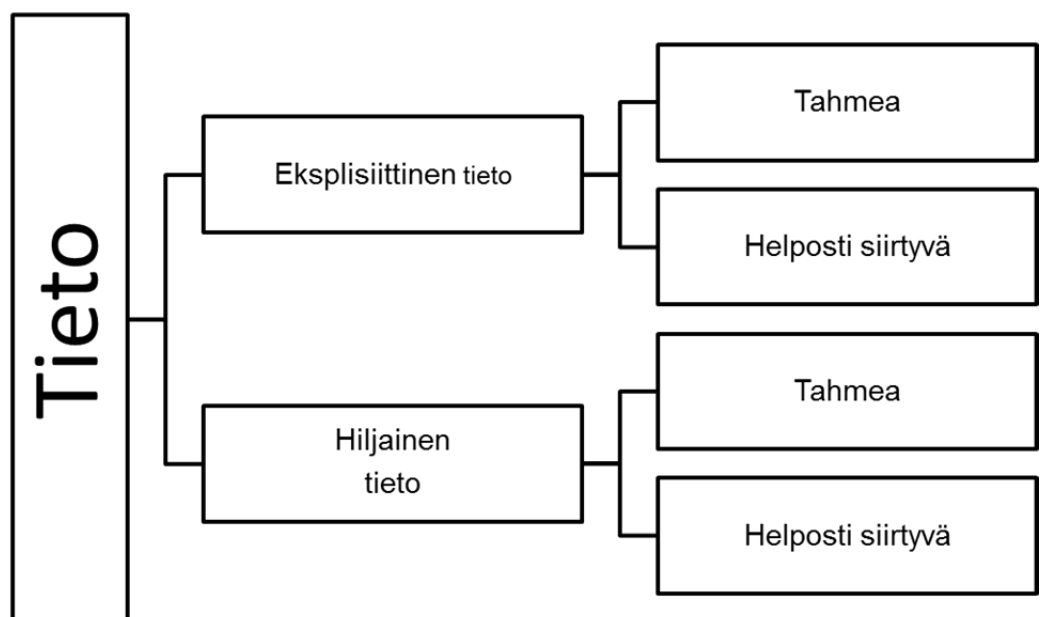 Tieto
Eksplisiittinen tieto
Tahmea
Helposti siirtyvä
Hiljainen
tieto
Tahmea
Helposti siirtyvä